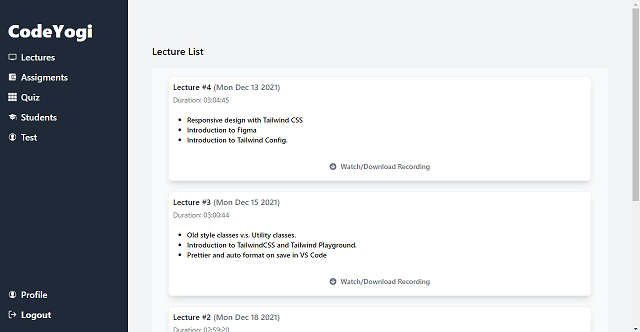 CodeYogi
Lectures
Assigments
Quiz
Students
Test
Profile
Logout
Lecture List
Lecture #4 (Mon Dec 13 2021)
Duration: 03:04:45
Responsive design with Tailwind CSS
Introduction to Figma
Introduction to Tailwind Config.
Watch/Download Recording
Lecture #3 (Mon Dec 15 2021)
Duration: 03:00:44
Old style classes v.s. Utility classes.
Introduction to TailwindCSS and Tailwind Playground.
Prettier and auto format on save in VS Code
Watch/Download Recording
Lecture #2 (Mon Dec 18 2021)
Duration: 02:59:20